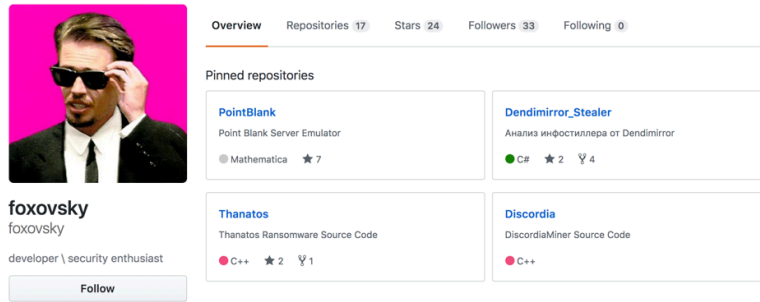 Overview Repositories 17 Stars 24 Followers 33 Following 0
Pinned repositories
PointBlank
Point Blank Server Emulator
Mathematica 7
Dendimirror_Stealer
Анализ инфостиллера от Dendimirror
C# 2 4
Thanatos
Thanatos Ransomware Source Code
C++ 2 1
Discordia
DiscordiaMiner Source Code
C++
foxovsky
foxovsky
developer \ security enthusiast
Follow